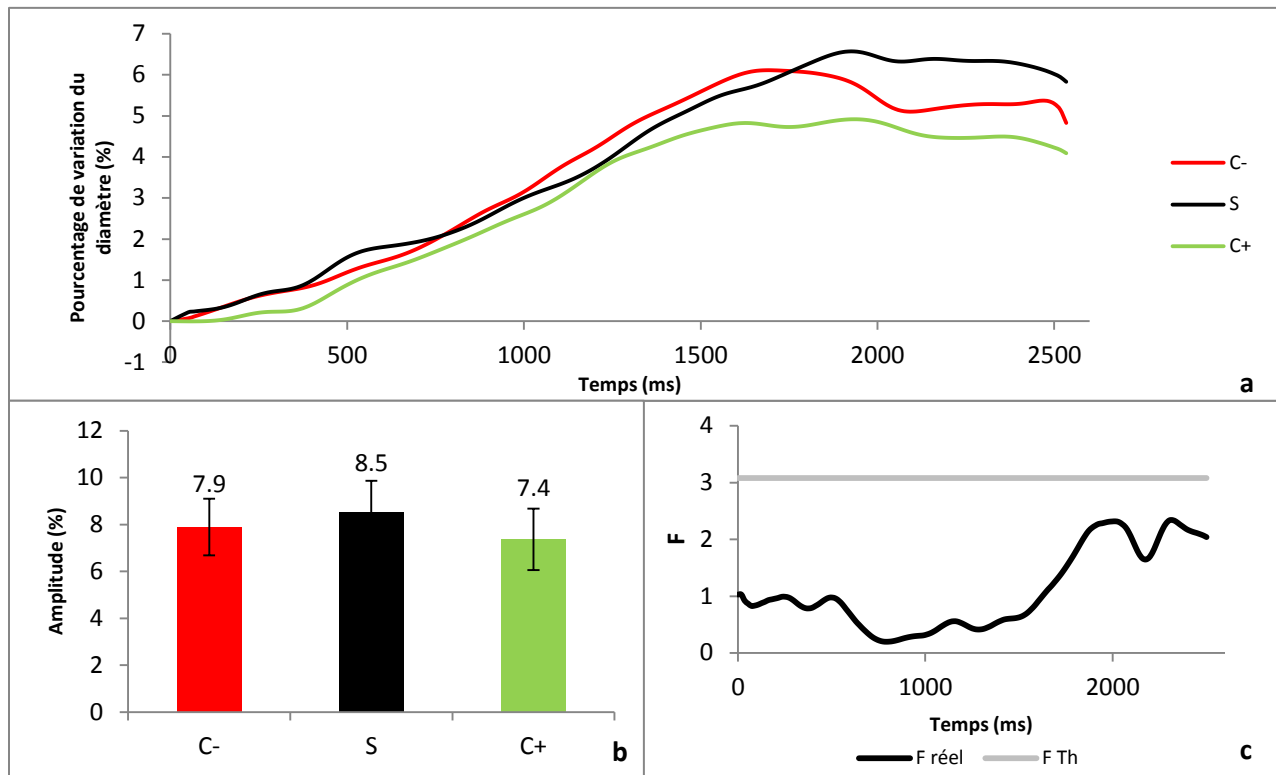 Pourcentage de variation du
diamètre (%)
7
6
5
4
3
2
1
0
-1
0 500 1000 1500 2000 2500
Temps (ms)
C-
S
C+
a
Amplitude (%)
12
10
8
6
4
2
0
7.9
8.5
7.4
C- S C+
b
F
4
3
2
1
0
0 1000 2000
Temps (ms)
F réel F Th
c